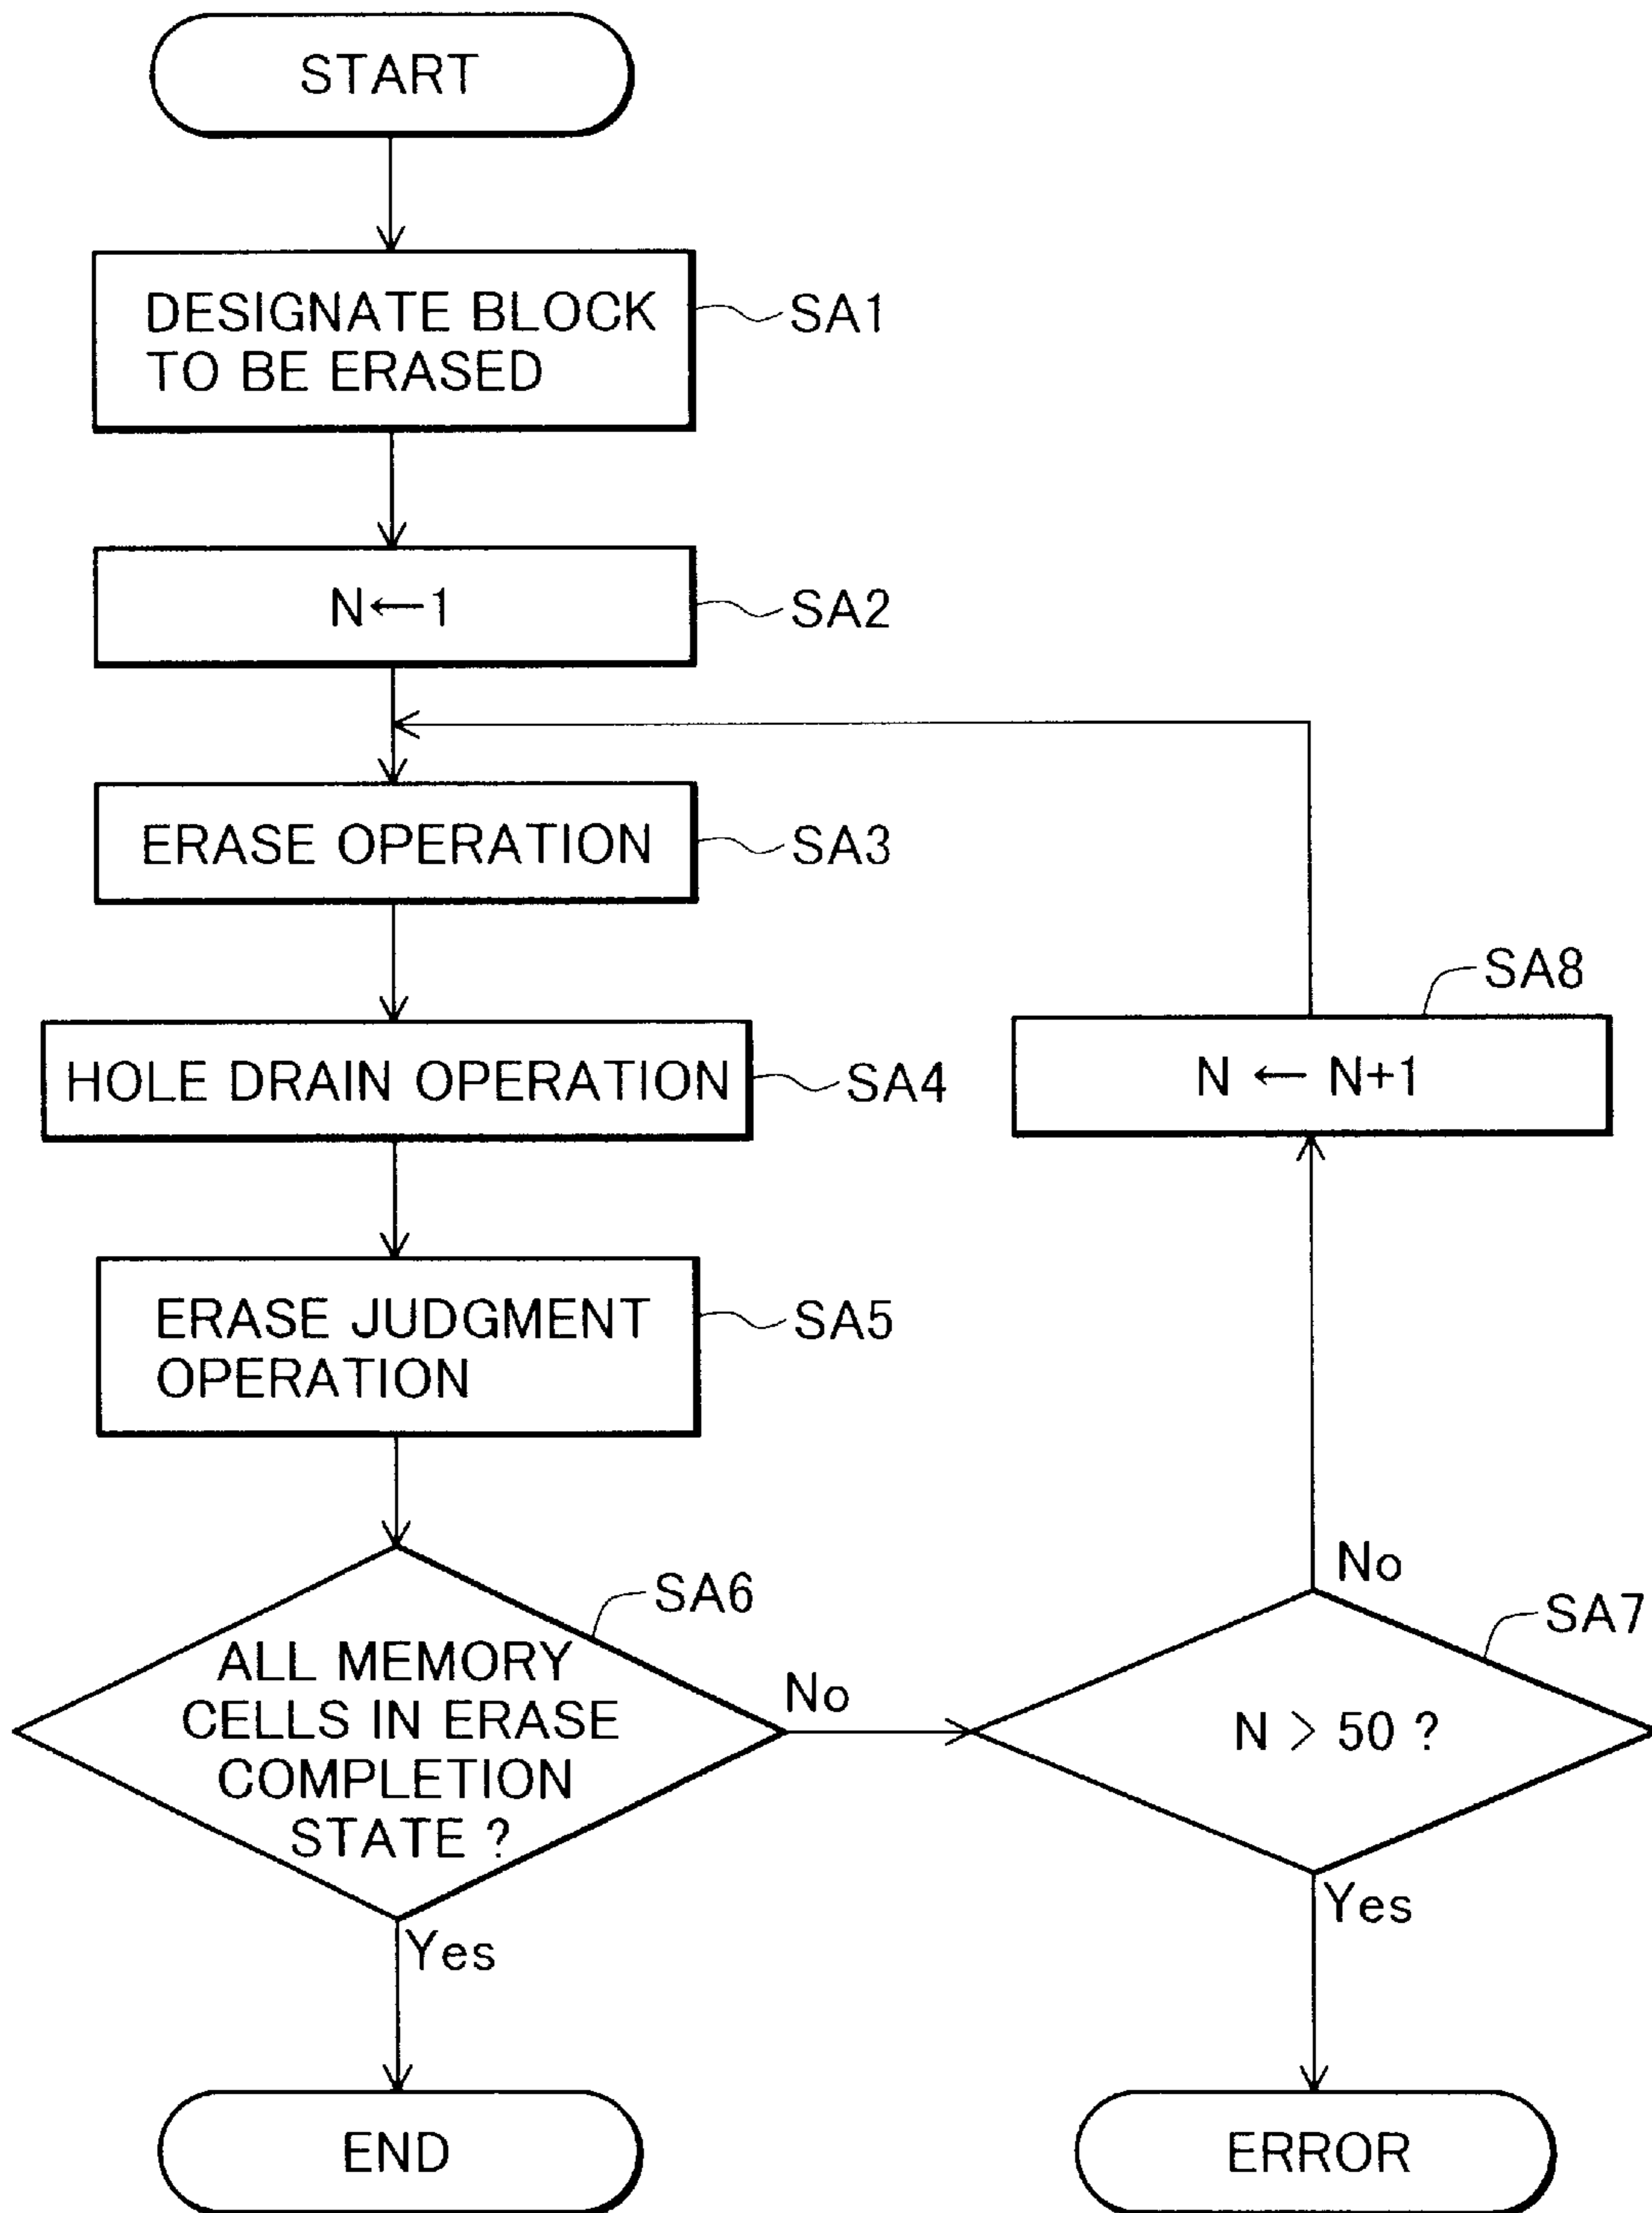 START
DESIGNATE BLOCK
TO BE ERASED
SA1
N←1
SA2
ERASE OPERATION
SA3
HOLE DRAIN OPERATION
SA4
SA8
N ← N+1
ERASE JUDGMENT
OPERATION
SA5
SA6
ALL MEMORY
CELLS IN ERASE
COMPLETION
STATE ?
No
No
SA7
N > 50 ?
Yes
Yes
END
ERROR